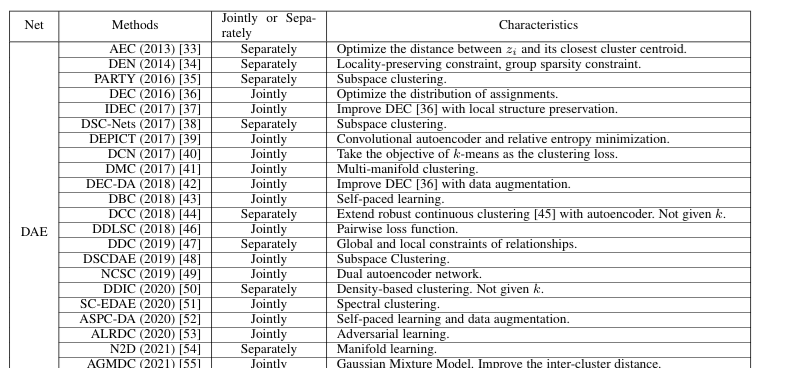 Net Methods Jointly or Sepa-
rately Characteristics
AEC (2013) [33] Separately Optimize the distance between zᵢ and its closest cluster centroid.
DEN (2014) [34] Separately Locality-preserving constraint, group sparsity constraint.
PARTY (2016) [35] Separately Subspace clustering.
DEC (2016) [36] Jointly Optimize the distribution of assignments.
IDEC (2017) [37] Jointly Improve DEC [36] with local structure preservation.
DSC-Nets (2017) [38] Separately Subspace clustering.
DEPICT (2017) [39] Jointly Convolutional autoencoder and relative entropy minimization.
DCN (2017) [40] Jointly Take the objective of k-means as the clustering loss.
DMC (2017) [41] Jointly Multi-manifold clustering.
DEC-DA (2018) [42] Jointly Improve DEC [36] with data augmentation.
DBC (2018) [43] Jointly Self-paced learning.
DCC (2018) [44] Separately Extend robust continuous clustering [45] with autoencoder. Not given k.
DAE DDLSC (2018) [46] Jointly Pairwise loss function.
DDC (2019) [47] Separately Global and local constraints of relationships.
DSCDAE (2019) [48] Jointly Subspace Clustering.
NCSC (2019) [49] Jointly Dual autoencoder network.
DDIC (2020) [50] Separately Density-based clustering. Not given k.
SC-EDAE (2020) [51] Jointly Spectral clustering.
ASPC-DA (2020) [52] Jointly Self-paced learning and data augmentation.
ALRDC (2020) [53] Jointly Adversarial learning.
N2D (2021) [54] Separately Manifold learning.
AGMDC (2021) [55] Jointly Gaussian Mixture Model. Improve the inter-cluster distance.